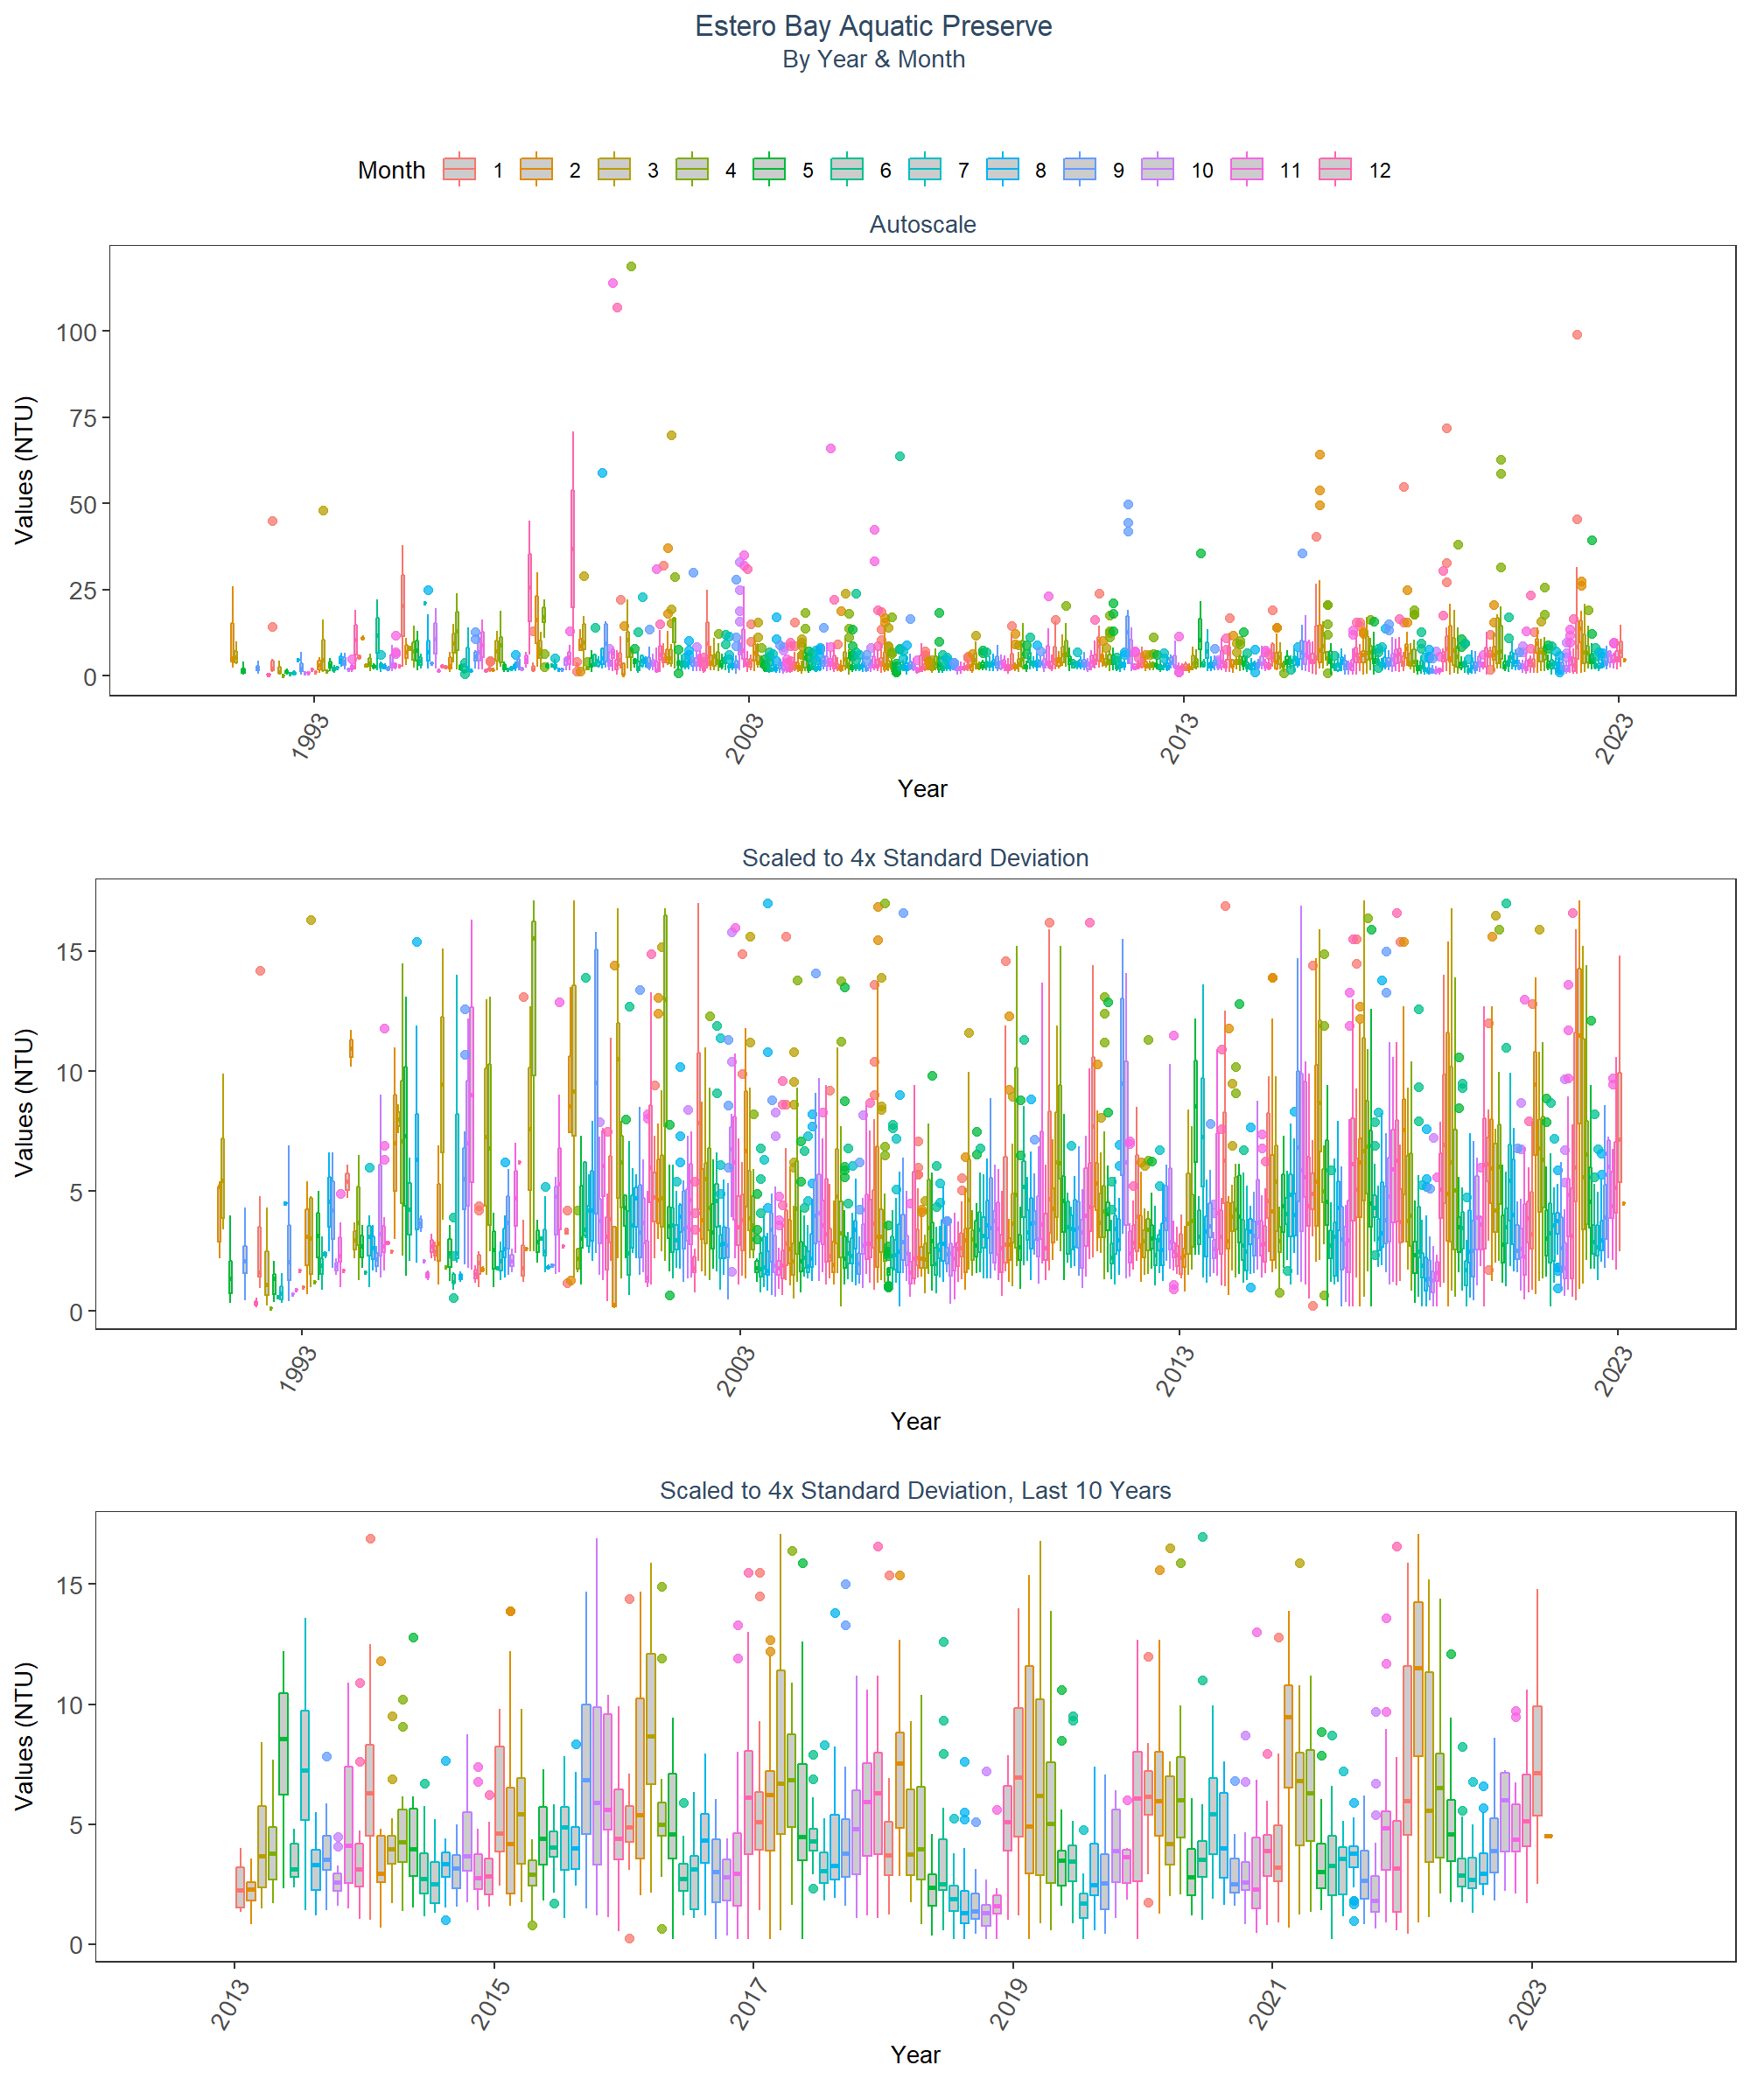 Estero Bay Aquatic Preserve
By Year & Month
Month 1 2 3 4 5 6 7 8 9 10 11 12
Autoscale
Values (NTU)
100
75
50
25
0
1993 2003 2013 2023
Year
Scaled to 4x Standard Deviation
Values (NTU)
15
10
5
0
1993 2003 2013 2023
Year
Scaled to 4x Standard Deviation, Last 10 Years
Values (NTU)
15
10
5
0
2013 2015 2017 2019 2021 2023
Year